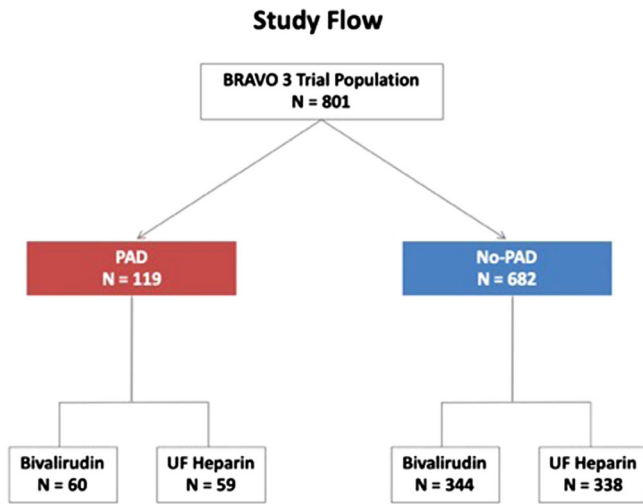 Study Flow
BRAVO 3 Trial Population
N = 801
PAD
N = 119
No-PAD
N = 682
Bivalirudin
N = 60
UF Heparin
N = 59
Bivalirudin
N = 344
UF Heparin
N = 338